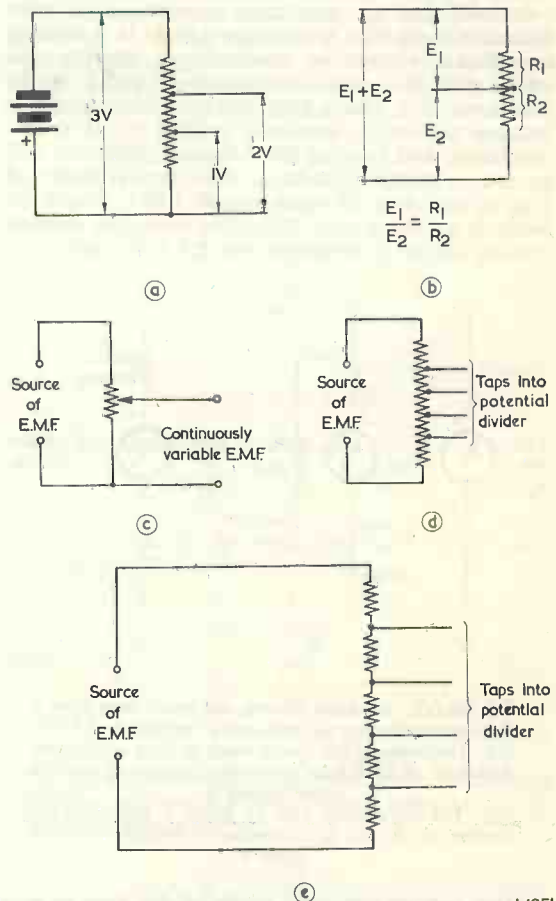 3V
2V
1V
+
a
E1+E2
E1
E2
R1
R2
E1/E2 = R1/R2
b
Source
of
E.M.F.
Continuously
variable E.M.F.
c
Source
of
E.M.F.
Taps into
potential
divider
d
Source
of
E.M.F.
Taps into
potential
divider
e